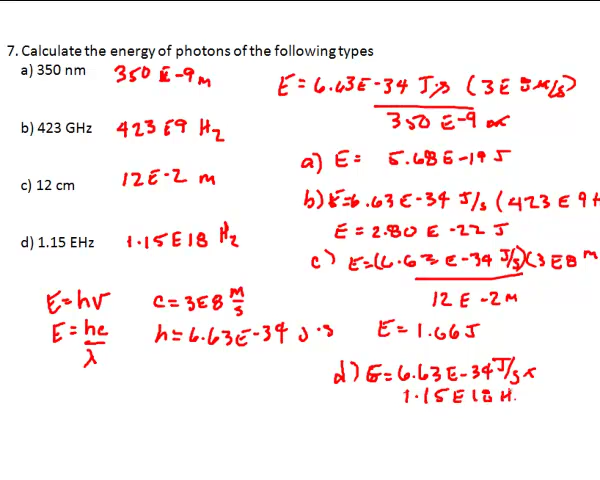 7. Calculate the energy of photons of the following types
a) 350 nm 350 E-9 m
b) 423 GHz 423 E9 Hz
c) 12 cm 12E-2 m
d) 1.15 EHz 1.15E18 Hz
E=hv
E=hc/λ
c=3E8 M/S
h=6.63E-34 J·s
E=6.63E-34 J·s (3E8 m/s)
350 E-9 m
a) E= 5.68E-19 J
b) E=6.63E-34 J/s (423 E9 H
E=2.80 E-22 J
c) E=(6.63E-34 J/s)(3E8 m
12 E-2 M
E=1.66 J
d) E=6.63E-34 J/s x
1.15E18 H.